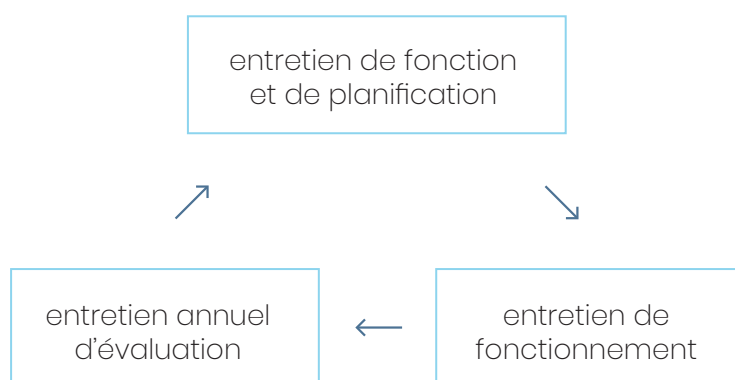 entretien de fonction
et de planification
entretien annuel
d'évaluation
entretien de
fonctionnement